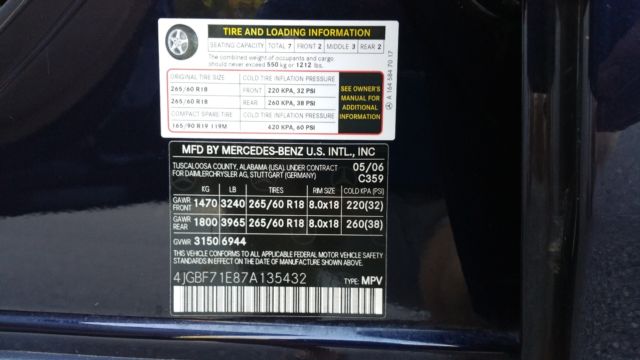 TIRE AND LOADING INFORMATION
SEATING CAPACITY TOTAL 7 FRONT 2 MIDDLE 3 REAR 2
The combined weight of occupants and cargo
should never exceed 550 kg or 1212 lbs.
ORIGINAL TIRE SIZE COLD TIRE INFLATION PRESSURE
265/60 R18 FRONT 220 KPA, 32 PSI
265/60 R18 REAR 260 KPA, 38 PSI
COMPACT SPARE TIRE COLD TIRE INFLATION PRESSURE
165/90 R19 119M 420 KPA, 60 PSI
SEE OWNER'S
MANUAL FOR
ADDITIONAL
INFORMATION
A 164 584 70 17
MFD BY MERCEDES-BENZ U.S. INTL., INC
TUSCALOOSA COUNTY, ALABAMA (USA) UNDER CONTRACT 05/06
FOR DAIMLERCHRYSLER AG, STUTTGART (GERMANY) C359
KG LB TIRES RIM SIZE COLD KPA (PSI)
GAWR FRONT 1470 3240 265/60 R18 8.0x18 220(32)
GAWR REAR 1800 3965 265/60 R18 8.0x18 260(38)
GVWR 3150 6944
THIS VEHICLE CONFORMS TO ALL APPLICABLE FEDERAL MOTOR VEHICLE
SAFETY STANDARDS IN EFFECT ON THE DATE OF MANUFACTURE SHOWN ABOVE.
4JGBF71E87A135432 TYPE: MPV